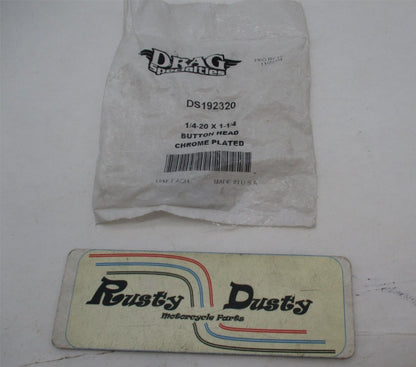 DRAG
Specialties
DS192320
1/4-20 X 1-1/4
BUTTON HEAD
CHROME PLATED
MADE IN U.S.A.
Rusty Dusty
Motorcycle Parts